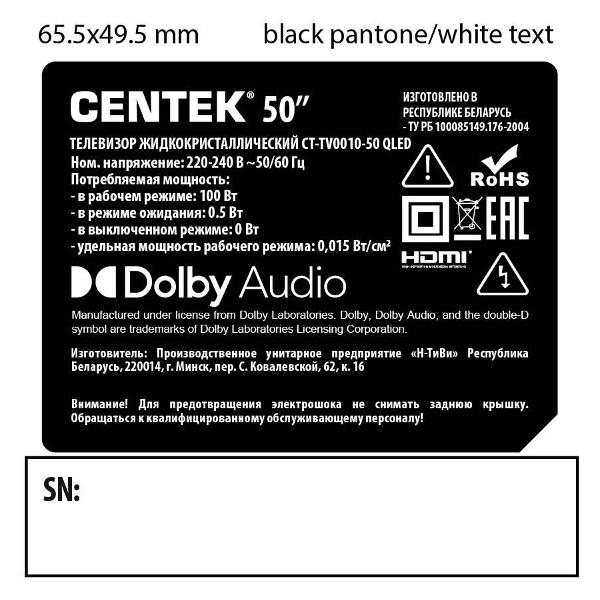 65.5x49.5 mm black pantone/white text
CENTEK® 50”
ИЗГОТОВЛЕНО В
РЕСПУБЛИКЕ БЕЛАРУСЬ
- ТУ РБ 100085149.176-2004
ТЕЛЕВИЗОР ЖИДКОКРИСТАЛЛИЧЕСКИЙ CT-TV0010-50 QLED
Ном. напряжение: 220-240 В ~50/60 Гц
Потребляемая мощность:
- в рабочем режиме: 100 Вт
- в режиме ожидания: 0.5 Вт
- в выключенном режиме: 0 Вт
- удельная мощность рабочего режима: 0,015 Вт/см²
RoHS
EAC
HDMI
HIGH-DEFINITION MULTIMEDIA INTERFACE
Dolby Audio
Manufactured under license from Dolby Laboratories. Dolby, Dolby Audio, and the double-D
symbol are trademarks of Dolby Laboratories Licensing Corporation.
Изготовитель: Производственное унитарное предприятие «Н-ТиВи» Республика
Беларусь, 220014, г. Минск, пер. С. Ковалевской, 62, к. 16
Внимание! Для предотвращения электрошока не снимать заднюю крышку.
Обращаться к квалифицированному обслуживающему персоналу!
SN: